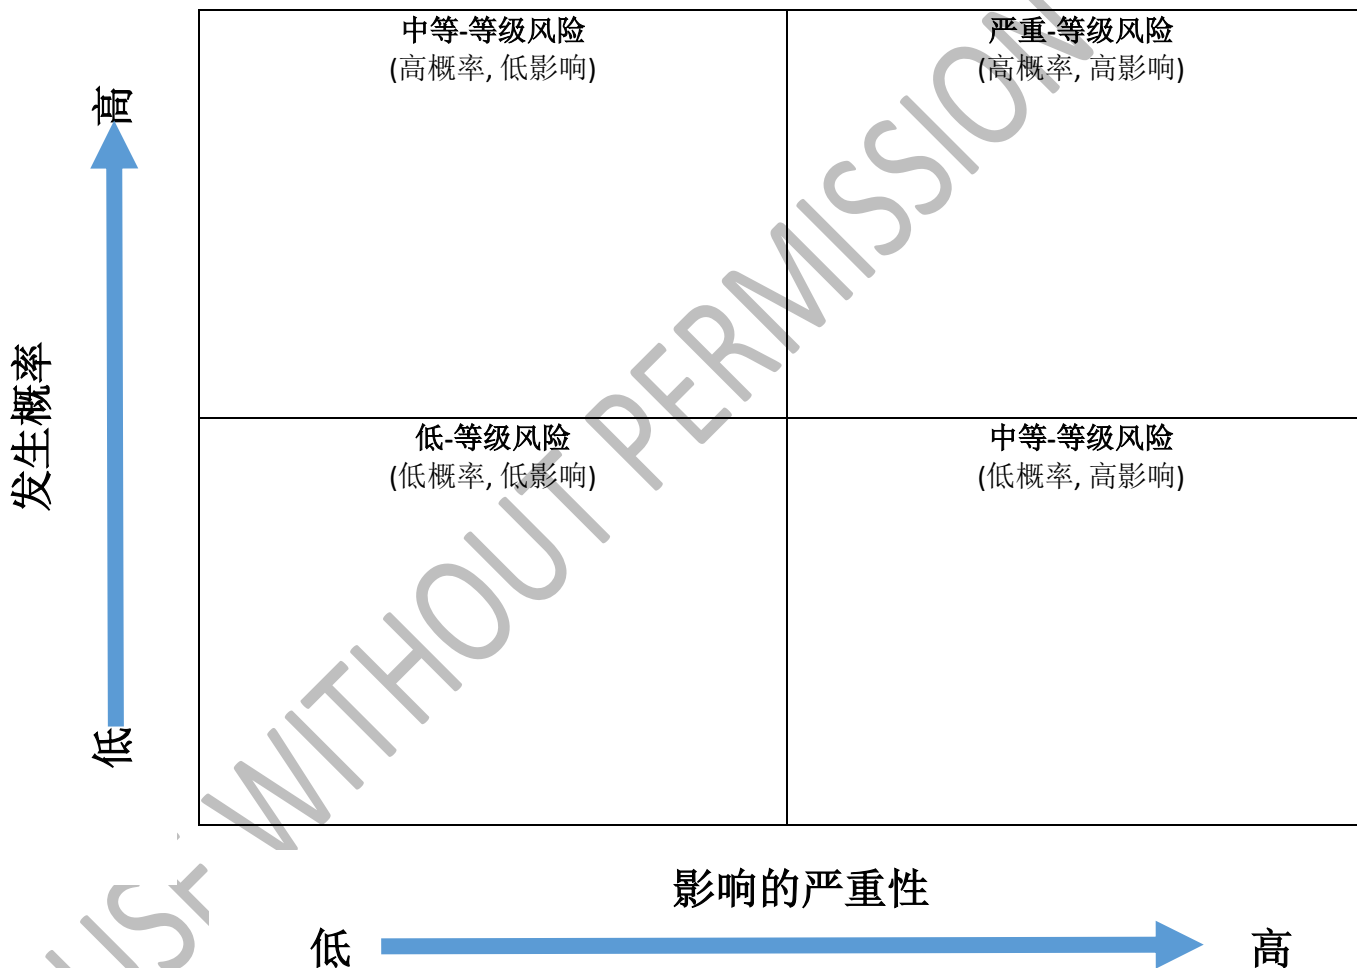 中等-等级风险
(高概率, 低影响)
严重-等级风险
(高概率, 高影响)
高
发生概率
低-等级风险
(低概率, 低影响)
中等-等级风险
(低概率, 高影响)
低
影响的严重性
低
高
USE WITHOUT PERMISSION